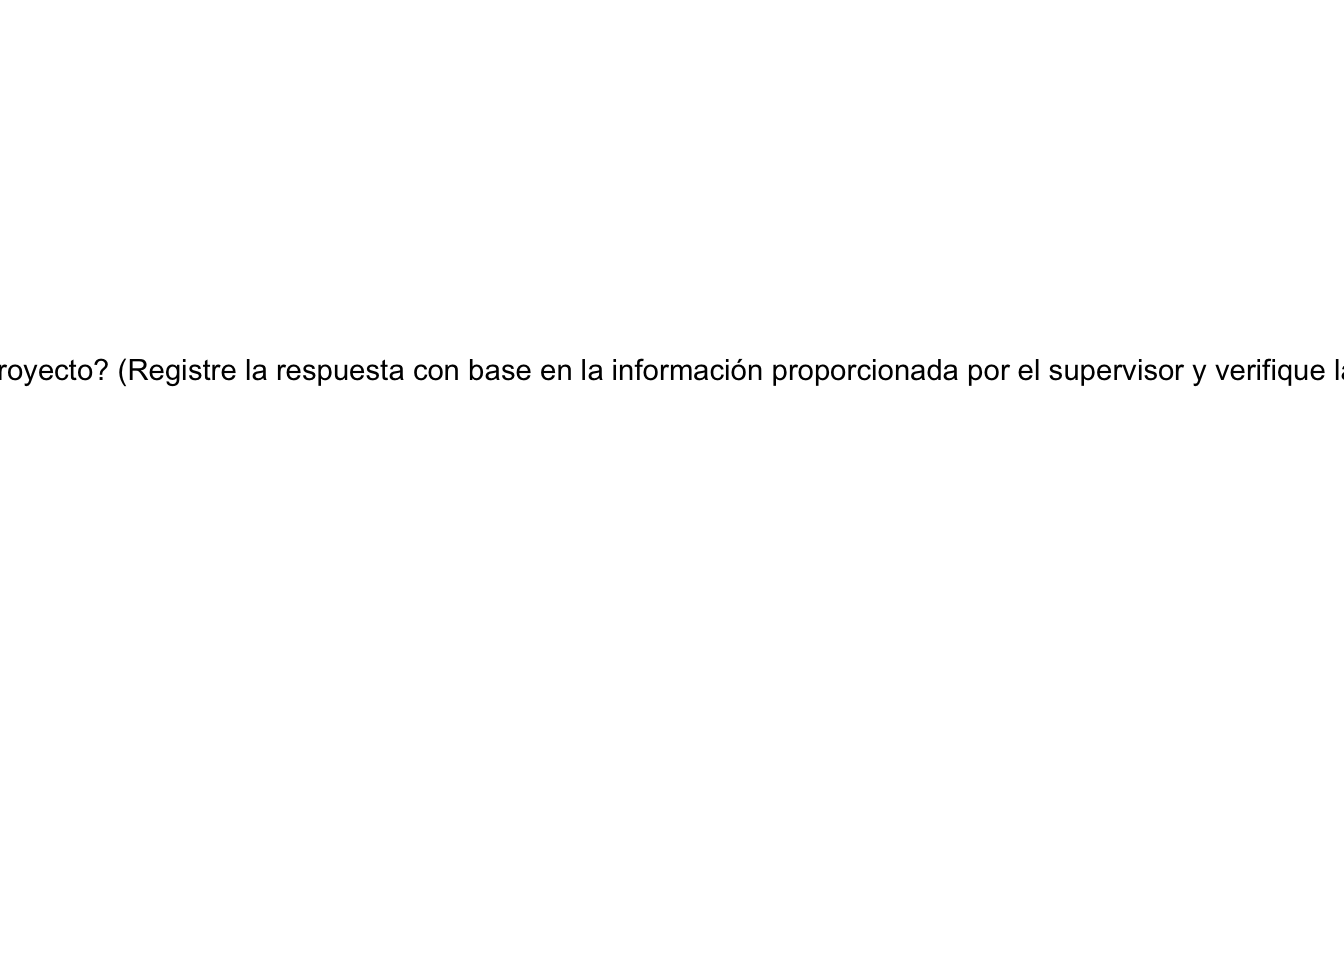 royecto? (Registre la respuesta con base en la información proporcionada por el supervisor y verifique la